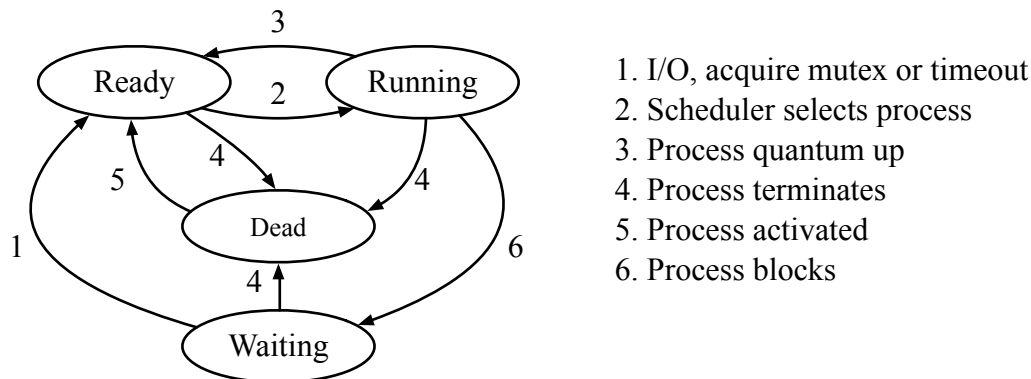 3
Ready
Running
2
4
5
4
Dead
1
6
4
Waiting
1. I/O, acquire mutex or timeout
2. Scheduler selects process
3. Process quantum up
4. Process terminates
5. Process activated
6. Process blocks